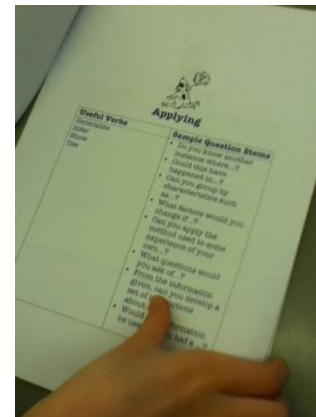 Applying
Useful Verbs
Generalize
Infer
Show
Use
Sample Question Stems
• Do you know another
instance where...?
• Could this have
happened in...?
• Can you group by
characteristics such
as...?
• What factors would you
change if...?
• Can you apply the
method used to some
experience of your
own...?
• What questions would
you ask of...?
• From the information
given, can you develop a
set of
about
• Would
be had a ...?